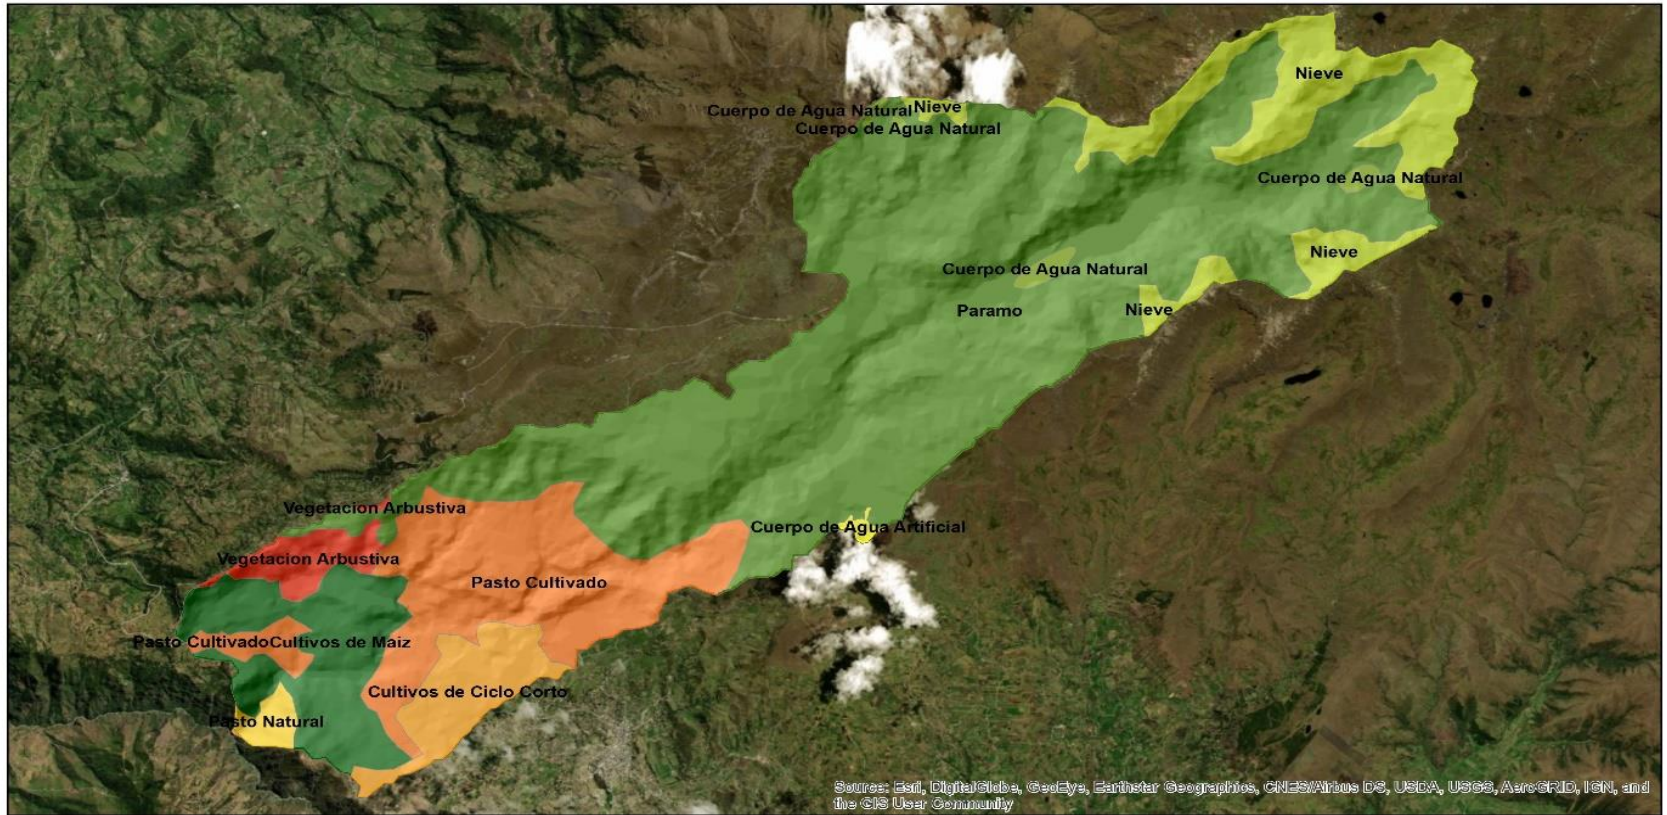 Nieve
Cuerpo de Agua Natural
Nieve
Cuerpo de Agua Natural
Cuerpo de Agua Natural
Nieve
Cuerpo de Agua Natural
Paramo
Nieve
Vegetacion Arbustiva
Cuerpo de Agua Artificial
Vegetacion Arbustiva
Pasto Cultivado
Pasto Cultivado
Cultivos de Maiz
Cultivos de Ciclo Corto
Pasto Natural
Source: Esri, DigitalGlobe, GeoEye, Earthstar Geographics, CNES/Airbus DS, USDA, USGS, AeroGRID, IGN, and
the GIS User Community